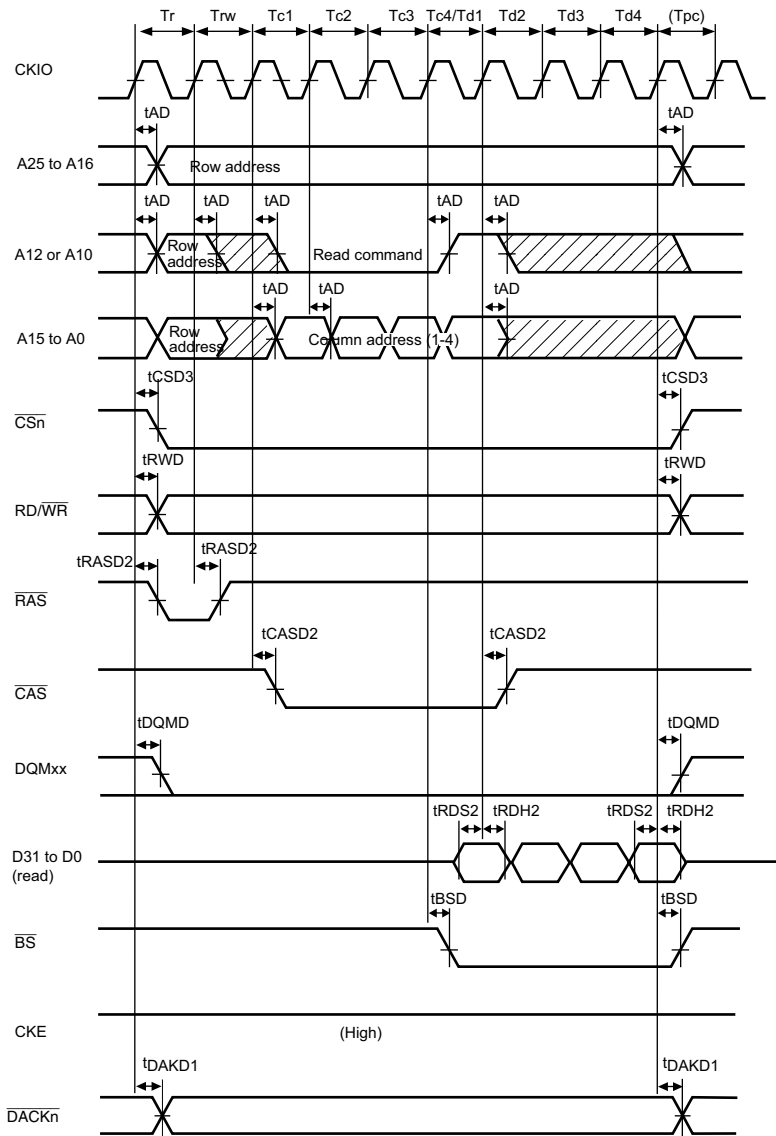 Tr Trw Tc1 Tc2 Tc3 Tc4/Td1 Td2 Td3 Td4 (Tpc)
CKIO
tAD tAD
A25 to A16 Row address
tAD tAD tAD tAD tAD
A12 or A10 Row address Read command
tAD tAD tAD
A15 to A0 Row address Column address (1-4)
tCSD3 tCSD3
CSn
tRWD tRWD
RD/WR
tRASD2 tRASD2
RAS
tCASD2 tCASD2
CAS
tDQMD tDQMD
DQMxx
tRDS2 tRDH2 tRDS2 tRDH2
D31 to D0
(read)
tBSD tBSD
BS
CKE (High)
tDAKD1 tDAKD1
DACKn